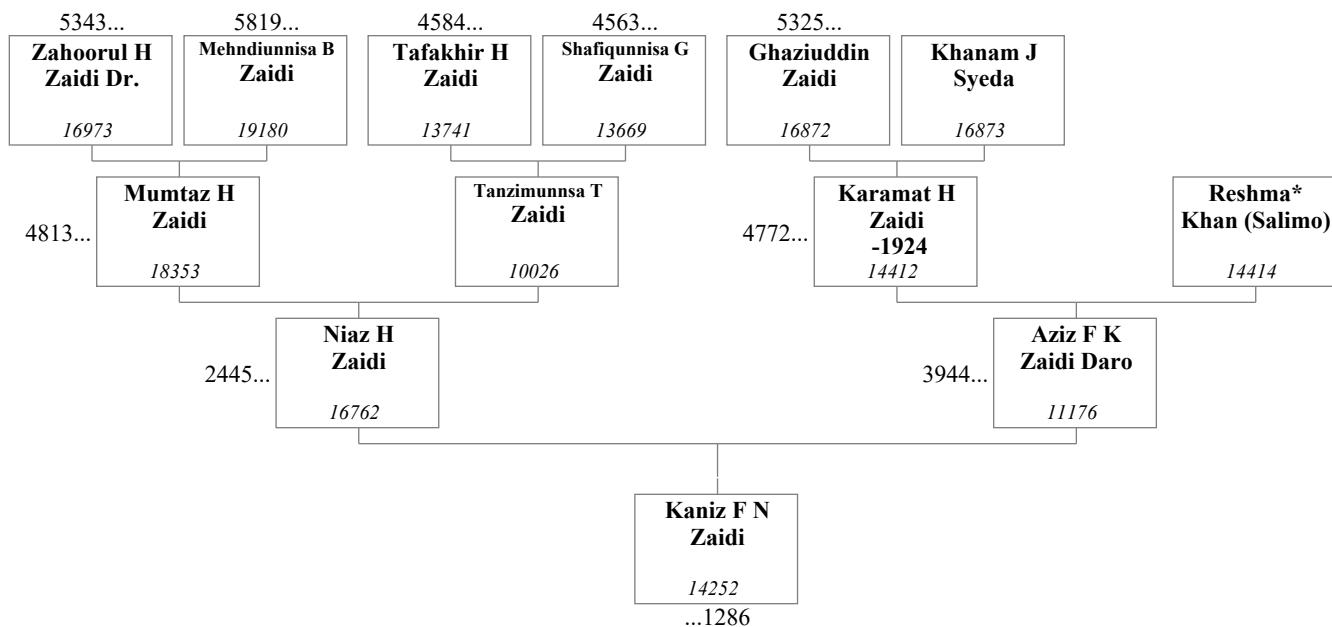 5343... 5819... 4584... 4563... 5325...
Zahoorul H Mehndiunnisa B Tafakhir H Shafiqunnisa G Ghaziuddin Khanam J
Zaidi Dr. Zaidi Zaidi Zaidi Zaidi Syeda
16973 19180 13741 13669 16872 16873
Mumtaz H Tanzimunnsa T Karamat H Reshma*
Zaidi Zaidi Zaidi Khan (Salimo)
4813... 4772... -1924
18353 10026 14412 14414
Niaz H Aziz F K
Zaidi Zaidi Daro
2445... 3944...
16762 11176
Kaniz F N
Zaidi
14252
...1286